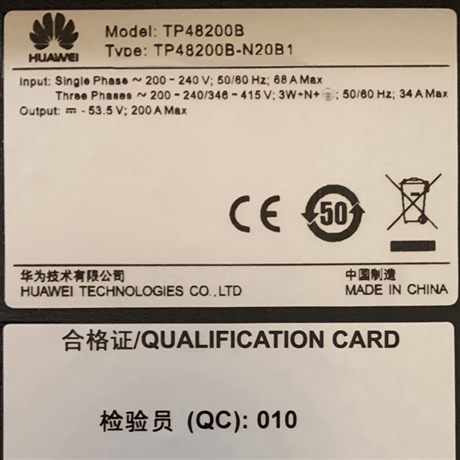 HUAWEI
Model: TP48200B
Type: TP48200B-N20B1
Input: Single Phase ~ 200 - 240V; 50/60 Hz; 68 A Max
Three Phases ~ 200 - 240/346 - 415V; 3W+N+⏚; 50/60 Hz; 34 A Max
Output: ⎓ - 53.5V; 200 A Max
CE
50
华为技术有限公司
HUAWEI TECHNOLOGIES CO.,LTD
中国制造
MADE IN CHINA
合格证/QUALIFICATION CARD
检验员 (QC): 010